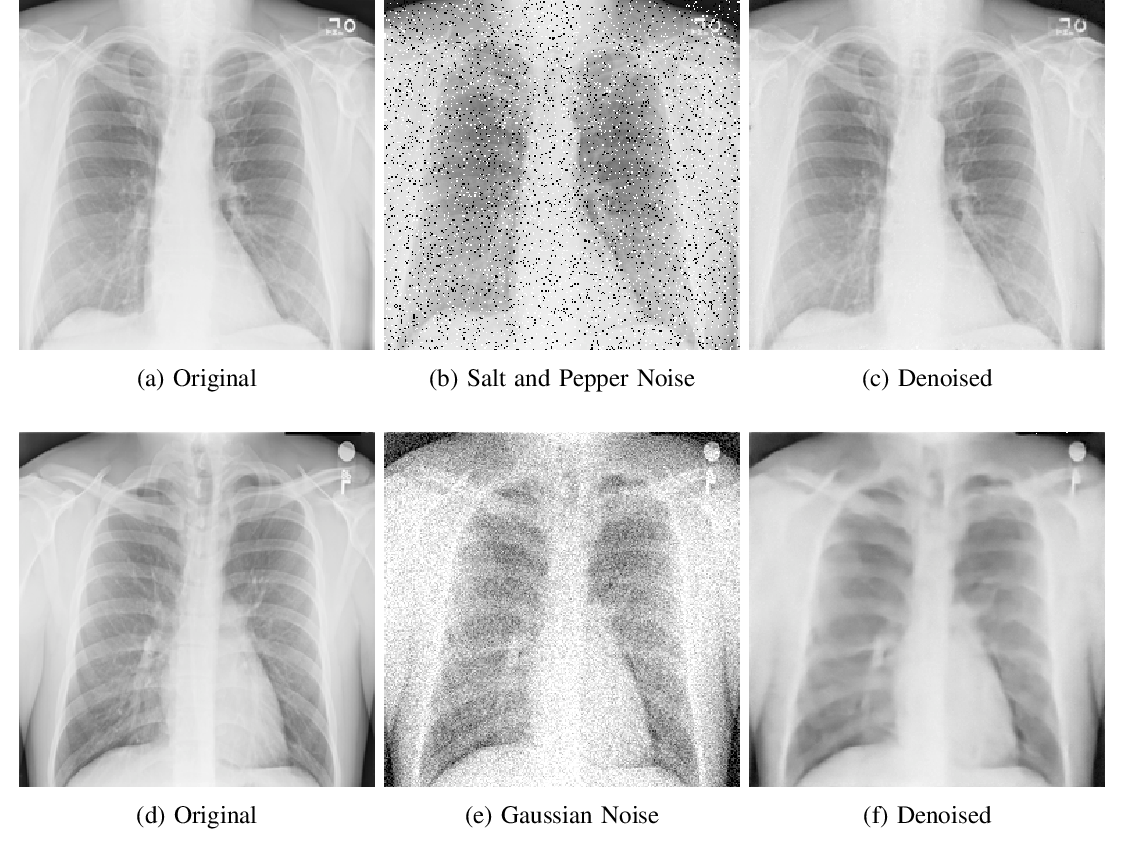 (a) Original
(b) Salt and Pepper Noise
(c) Denoised
(d) Original
(e) Gaussian Noise
(f) Denoised